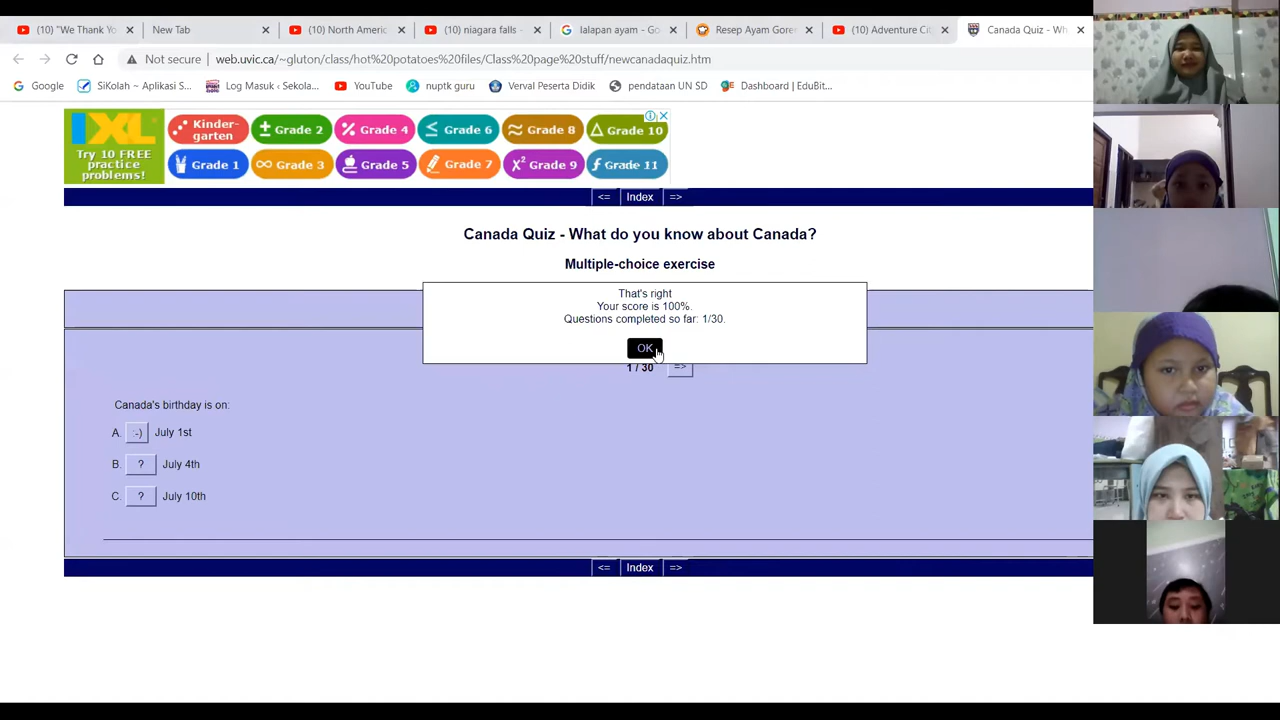 (10) "We Thank Yo
New Tab
(10) North Americ
(10) niagara falls -
lalapan ayam - Go
Resep Ayam Goren
(10) Adventure Cit
Canada Quiz - Wh
Not secure | web.uvic.ca/~gluton/class/hot%20potatoes%20files/class%20page%20stuff/newcanadaquiz.htm
Google
SiKolah ~ Aplikasi S...
Log Masuk ‹ Sekola...
YouTube
nuptk guru
Verval Peserta Didik
pendataan UN SD
Dashboard | EduBit...
IXL
Try 10 FREE
practice
problems!
Kinder-
garten
Grade 2
Grade 4
Grade 6
Grade 8
Grade 10
Grade 1
Grade 3
Grade 5
Grade 7
Grade 9
Grade 11
<= Index =>
Canada Quiz - What do you know about Canada?
Multiple-choice exercise
That's right
Your score is 100%.
Questions completed so far: 1/30.
OK
1 / 30 =>
Canada's birthday is on:
A. :-) July 1st
B. ? July 4th
C. ? July 10th
<= Index =>